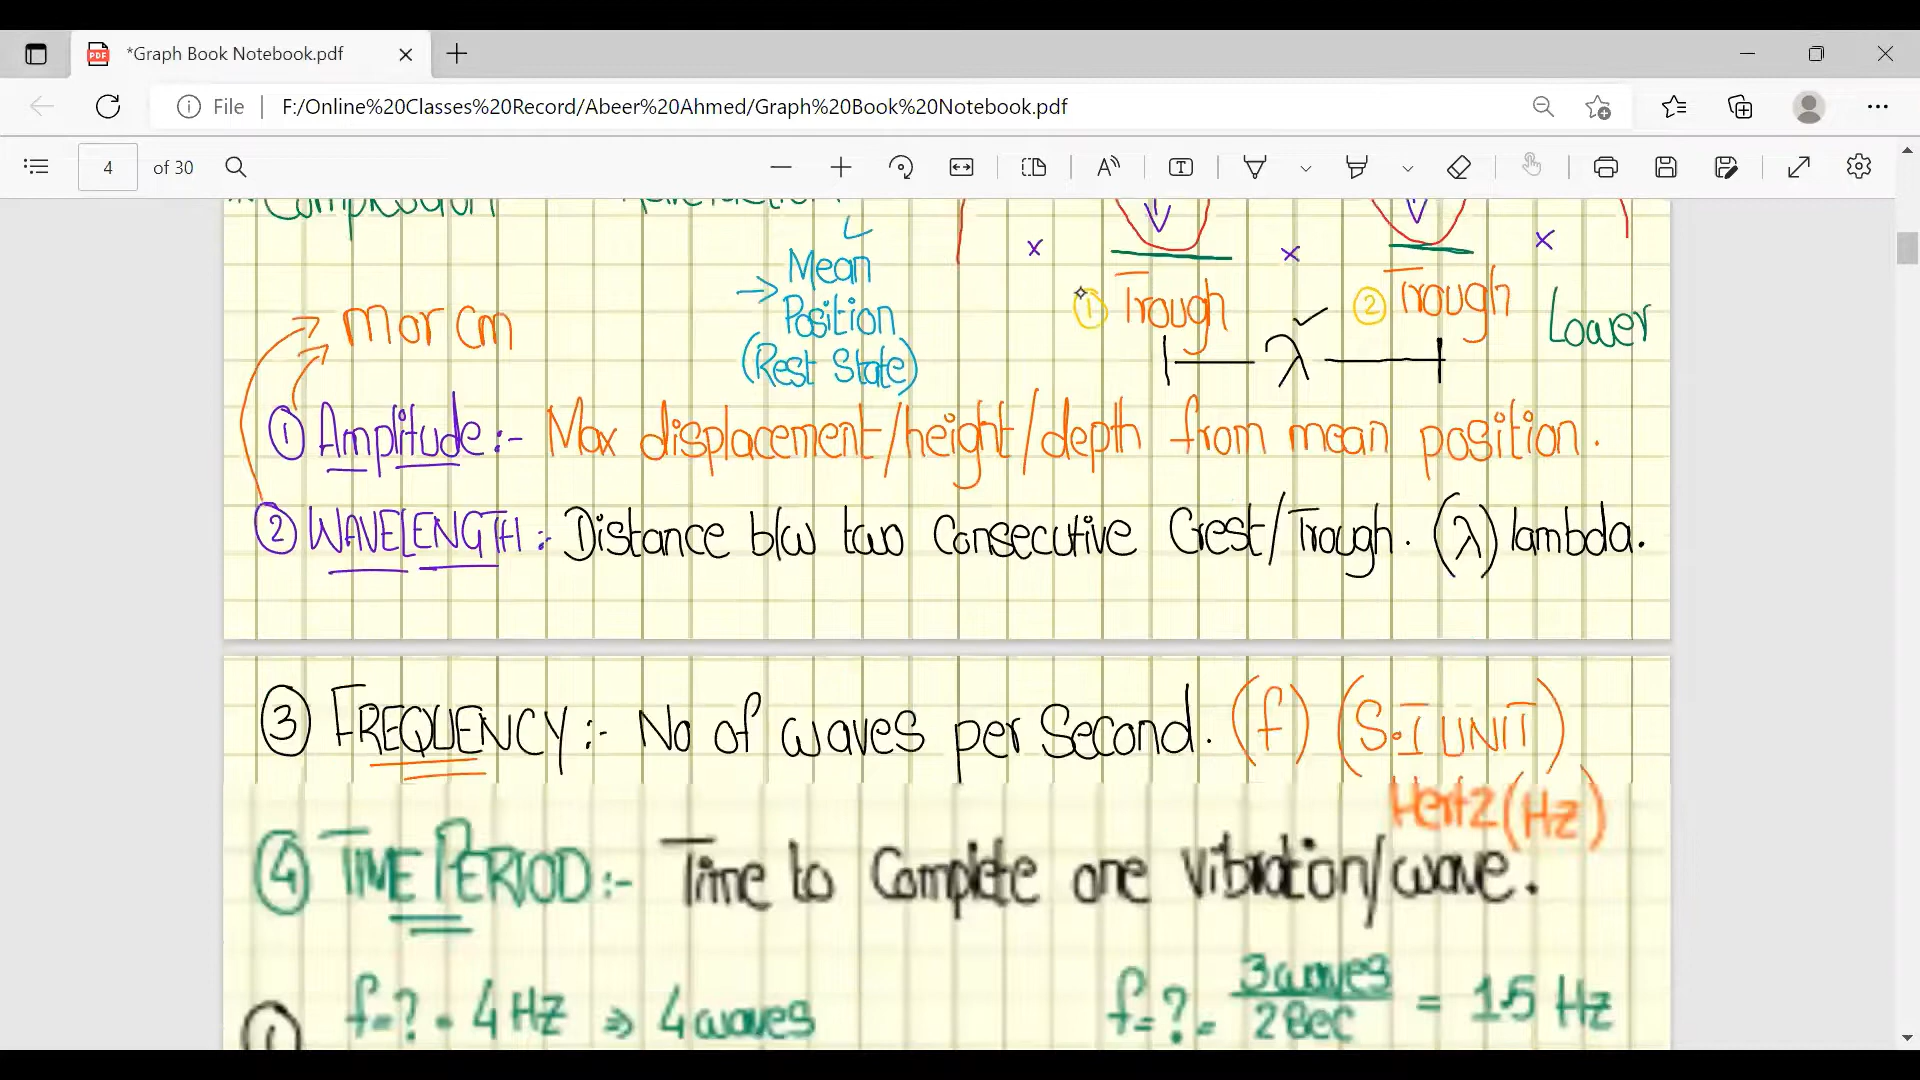 *Graph Book Notebook.pdf
File F:/Online%20Classes%20Record/Abeer%20Ahmed/Graph%20Book%20Notebook.pdf
4 of 30
→ Mean
Position
(Rest State)
① Trough
② Trough
Lower
m or cm
λ
① Amplitude:- Max displacement/height/depth from mean position.
② WAVELENGTH:- Distance b/w two Consecutive Crest/Trough. (λ) lambda.
③ FREQUENCY:- No of waves per Second. (f) (S.I UNIT)
Hertz (Hz)
④ TIME PERIOD:- Time to Complete one Vibration/wave.
f=? = 4 Hz ⇒ 4 waves
f=? = 3 waves / 2 sec = 1.5 Hz